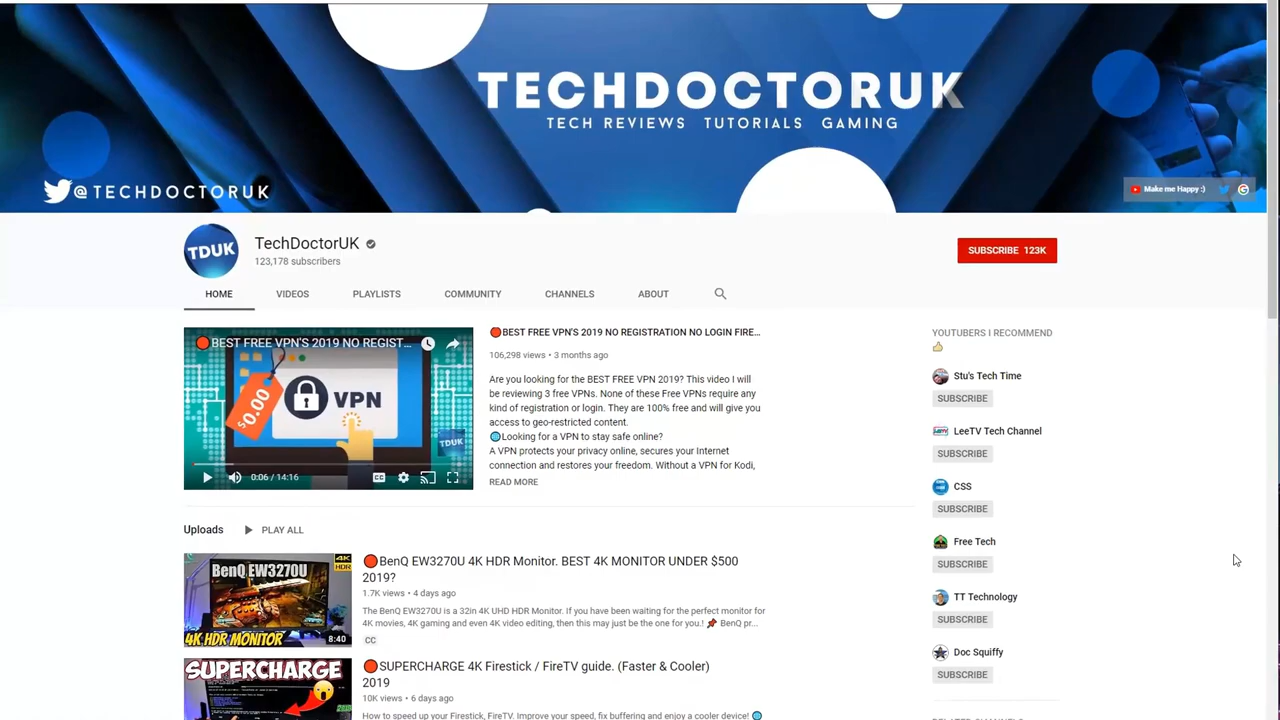 TECHDOCTORUK
TECH REVIEWS TUTORIALS GAMING
@TECHDOCTORUK
Make me Happy :)
TDUK
TechDoctorUK
123,178 subscribers
SUBSCRIBE 123K
HOME VIDEOS PLAYLISTS COMMUNITY CHANNELS ABOUT
BEST FREE VPN'S 2019 NO REGIST...
$0.00
VPN
TDUK
0:06 / 14:16
CC
BEST FREE VPN'S 2019 NO REGISTRATION NO LOGIN FIRE...
106,298 views • 3 months ago
Are you looking for the BEST FREE VPN 2019? This video I will
be reviewing 3 free VPNs. None of these Free VPNs require any
kind of registration or login. They are 100% free and will give you
access to geo-restricted content.
🌐Looking for a VPN to stay safe online?
A VPN protects your privacy online, secures your Internet
connection and restores your freedom. Without a VPN for Kodi,
READ MORE
YOUTUBERS I RECOMMEND
👍
Stu's Tech Time
SUBSCRIBE
LeeTV Tech Channel
SUBSCRIBE
CSS
SUBSCRIBE
Free Tech
SUBSCRIBE
TT Technology
SUBSCRIBE
Doc Squiffy
SUBSCRIBE
Uploads PLAY ALL
BenQ EW3270U
4K HDR
4K HDR MONITOR
8:40
BenQ EW3270U 4K HDR Monitor. BEST 4K MONITOR UNDER $500
2019?
1.7K views • 4 days ago
The BenQ EW3270U is a 32in 4K UHD HDR Monitor. If you have been waiting for the perfect monitor for
4K movies, 4K gaming and even 4K video editing, then this may just be the one for you.! 📌 BenQ pr...
CC
SUPERCHARGE
SUPERCHARGE 4K Firestick / FireTV guide. (Faster & Cooler)
2019
10K views • 6 days ago
How to speed up your Firestick, FireTV. Improve your speed, fix buffering and enjoy a cooler device! 🌐